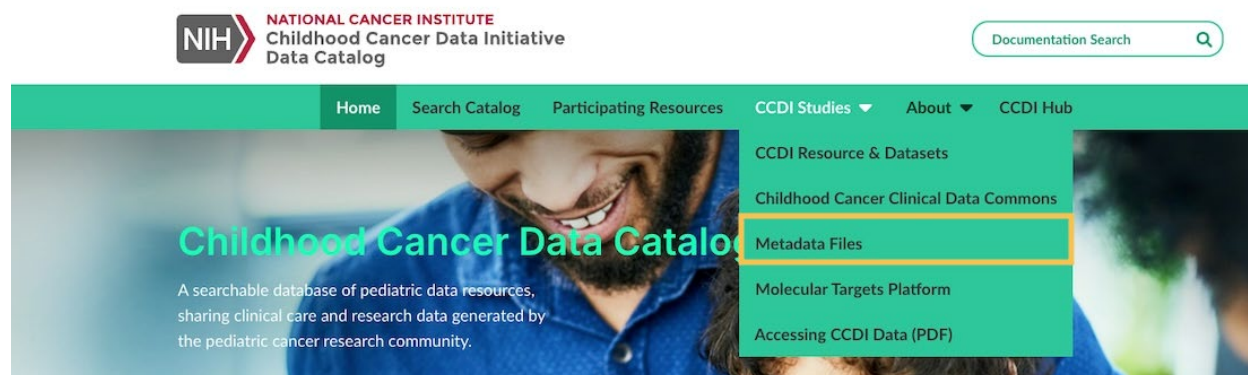 NIH
NATIONAL CANCER INSTITUTE
Childhood Cancer Data Initiative
Data Catalog
Documentation Search
Home Search Catalog Participating Resources CCDI Studies About CCDI Hub
CCDI Resource & Datasets
Childhood Cancer Clinical Data Commons
Metadata Files
Molecular Targets Platform
Accessing CCDI Data (PDF)
Childhood Cancer Data Catalo
A searchable database of pediatric data resources,
sharing clinical care and research data generated by
the pediatric cancer research community.